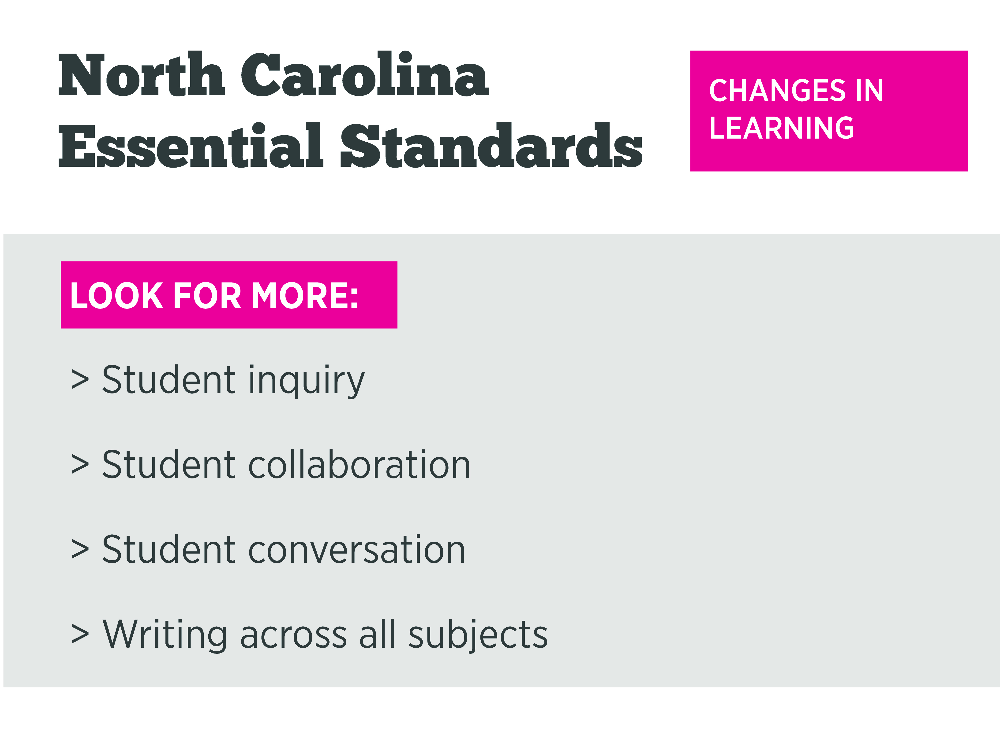 North Carolina
Essential Standards
CHANGES IN
LEARNING
LOOK FOR MORE:
> Student inquiry
> Student collaboration
> Student conversation
> Writing across all subjects